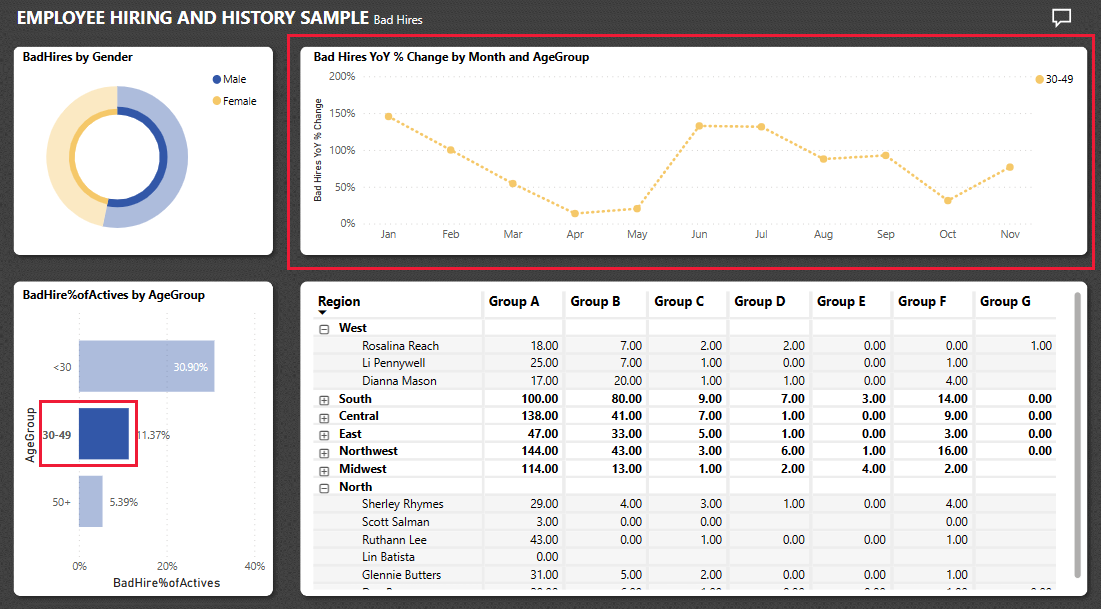 EMPLOYEE HIRING AND HISTORY SAMPLE Bad Hires
BadHires by Gender
Male
Female
Bad Hires YoY % Change by Month and AgeGroup
30-49
Bad Hires YoY % Change
200%
150%
100%
50%
0%
Jan Feb Mar Apr May Jun Jul Aug Sep Oct Nov
BadHire%ofActives by AgeGroup
AgeGroup
<30 30.90%
30-49 11.37%
50+ 5.39%
0% 20% 40%
BadHire%ofActives
Region Group A Group B Group C Group D Group E Group F Group G
West
Rosalina Reach 18.00 7.00 2.00 2.00 0.00 0.00 1.00
Li Pennywell 25.00 7.00 1.00 0.00 0.00 1.00
Dianna Mason 17.00 20.00 1.00 1.00 0.00 4.00
South 100.00 80.00 9.00 7.00 3.00 14.00 0.00
Central 138.00 41.00 7.00 1.00 0.00 9.00 0.00
East 47.00 33.00 5.00 1.00 0.00 3.00 0.00
Northwest 144.00 43.00 3.00 6.00 1.00 16.00 0.00
Midwest 114.00 13.00 1.00 2.00 4.00 2.00
North
Sherley Rhymes 29.00 4.00 3.00 1.00 0.00 4.00
Scott Salman 3.00 0.00 0.00 0.00
Ruthann Lee 43.00 0.00 1.00 0.00 0.00 1.00
Lin Batista 0.00
Glennie Butters 31.00 5.00 2.00 0.00 0.00 1.00